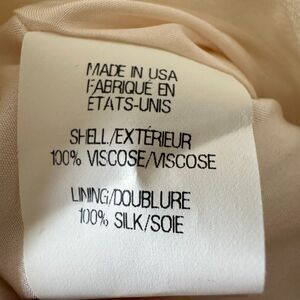 MADE IN USA
FABRIQUÉ EN
ÉTATS-UNIS
SHELL/EXTÉRIEUR
100% VISCOSE/VISCOSE
LINING/DOUBLURE
100% SILK/SOIE